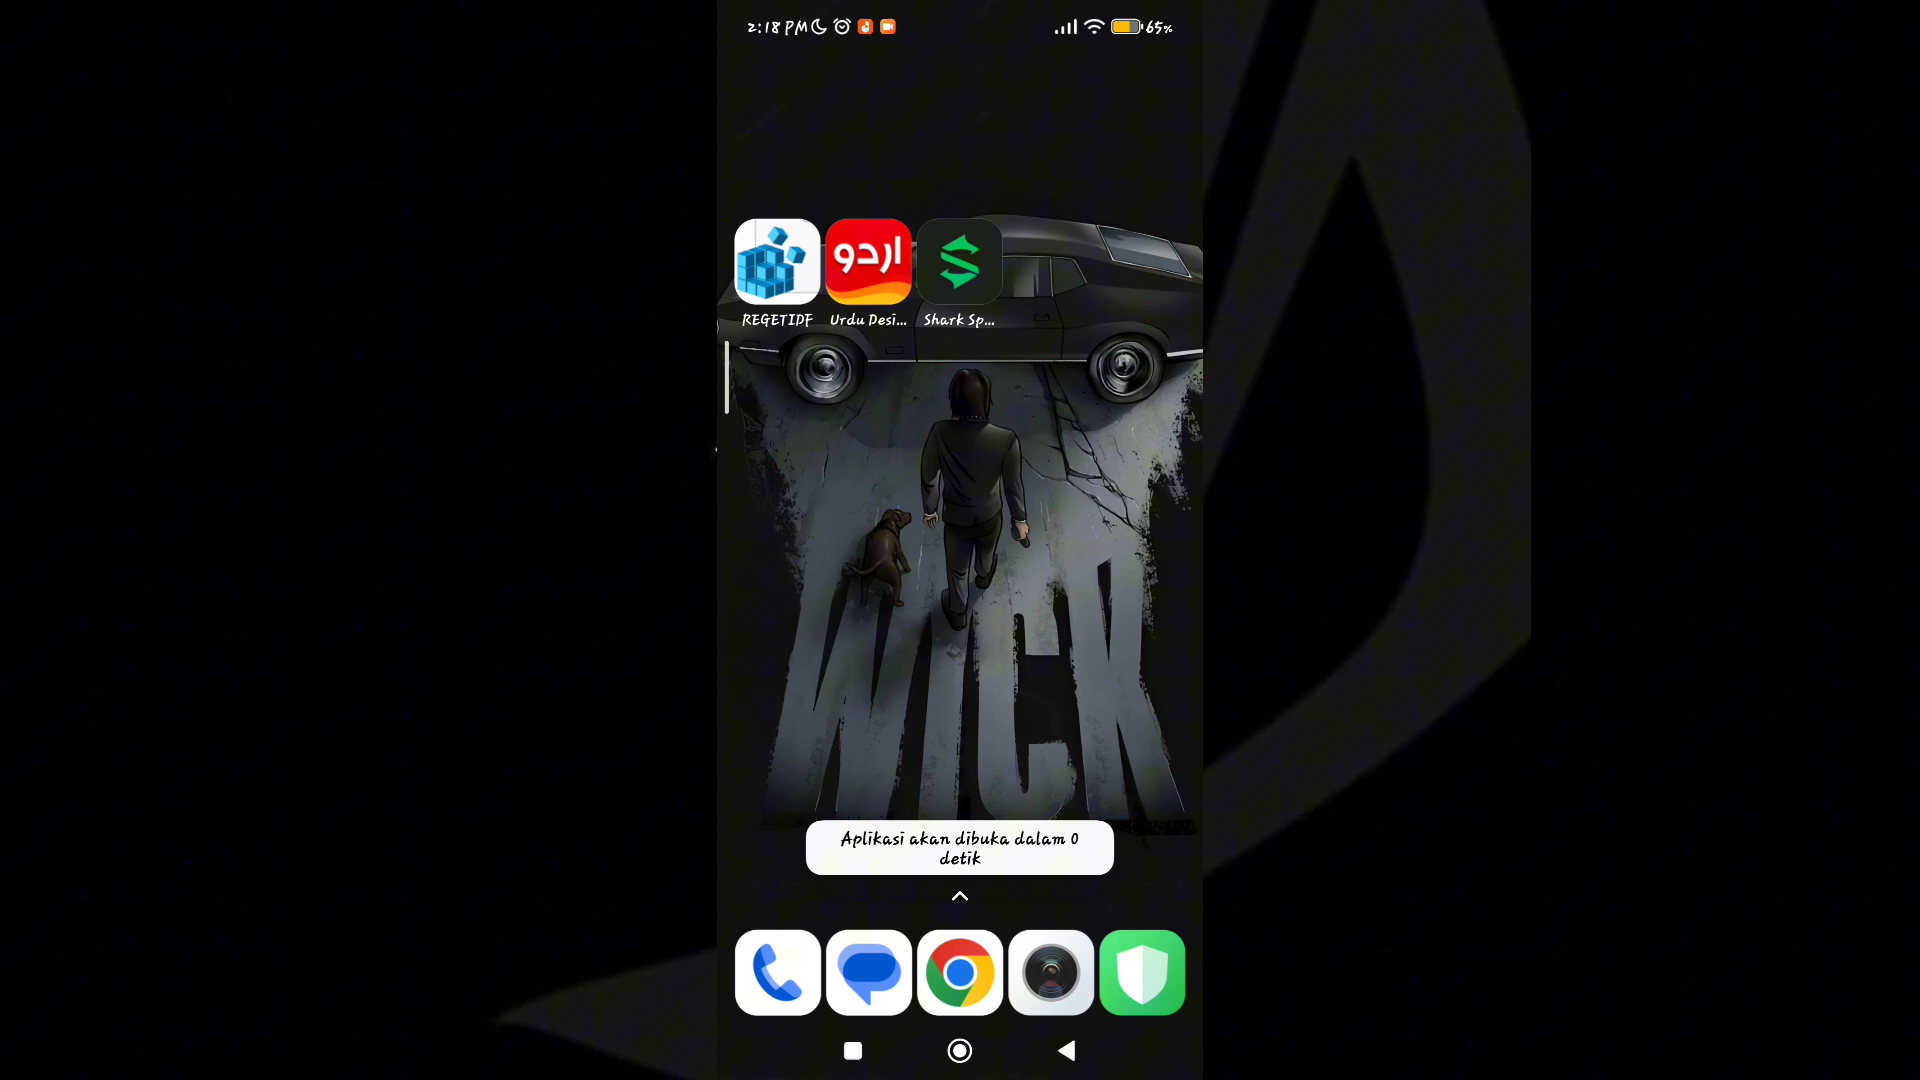 2:18 PM
65%
اردو
REGETIDF
Urdu Desi...
Shark Sp...
WICK
Aplikasi akan dibuka dalam 0
detik